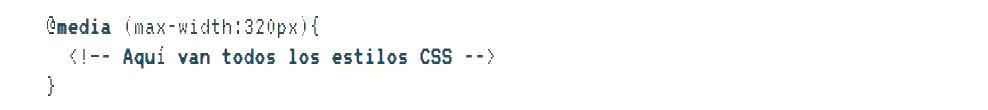 @media (max-width:320px){
  <!-- Aquí van todos los estilos CSS -->
}